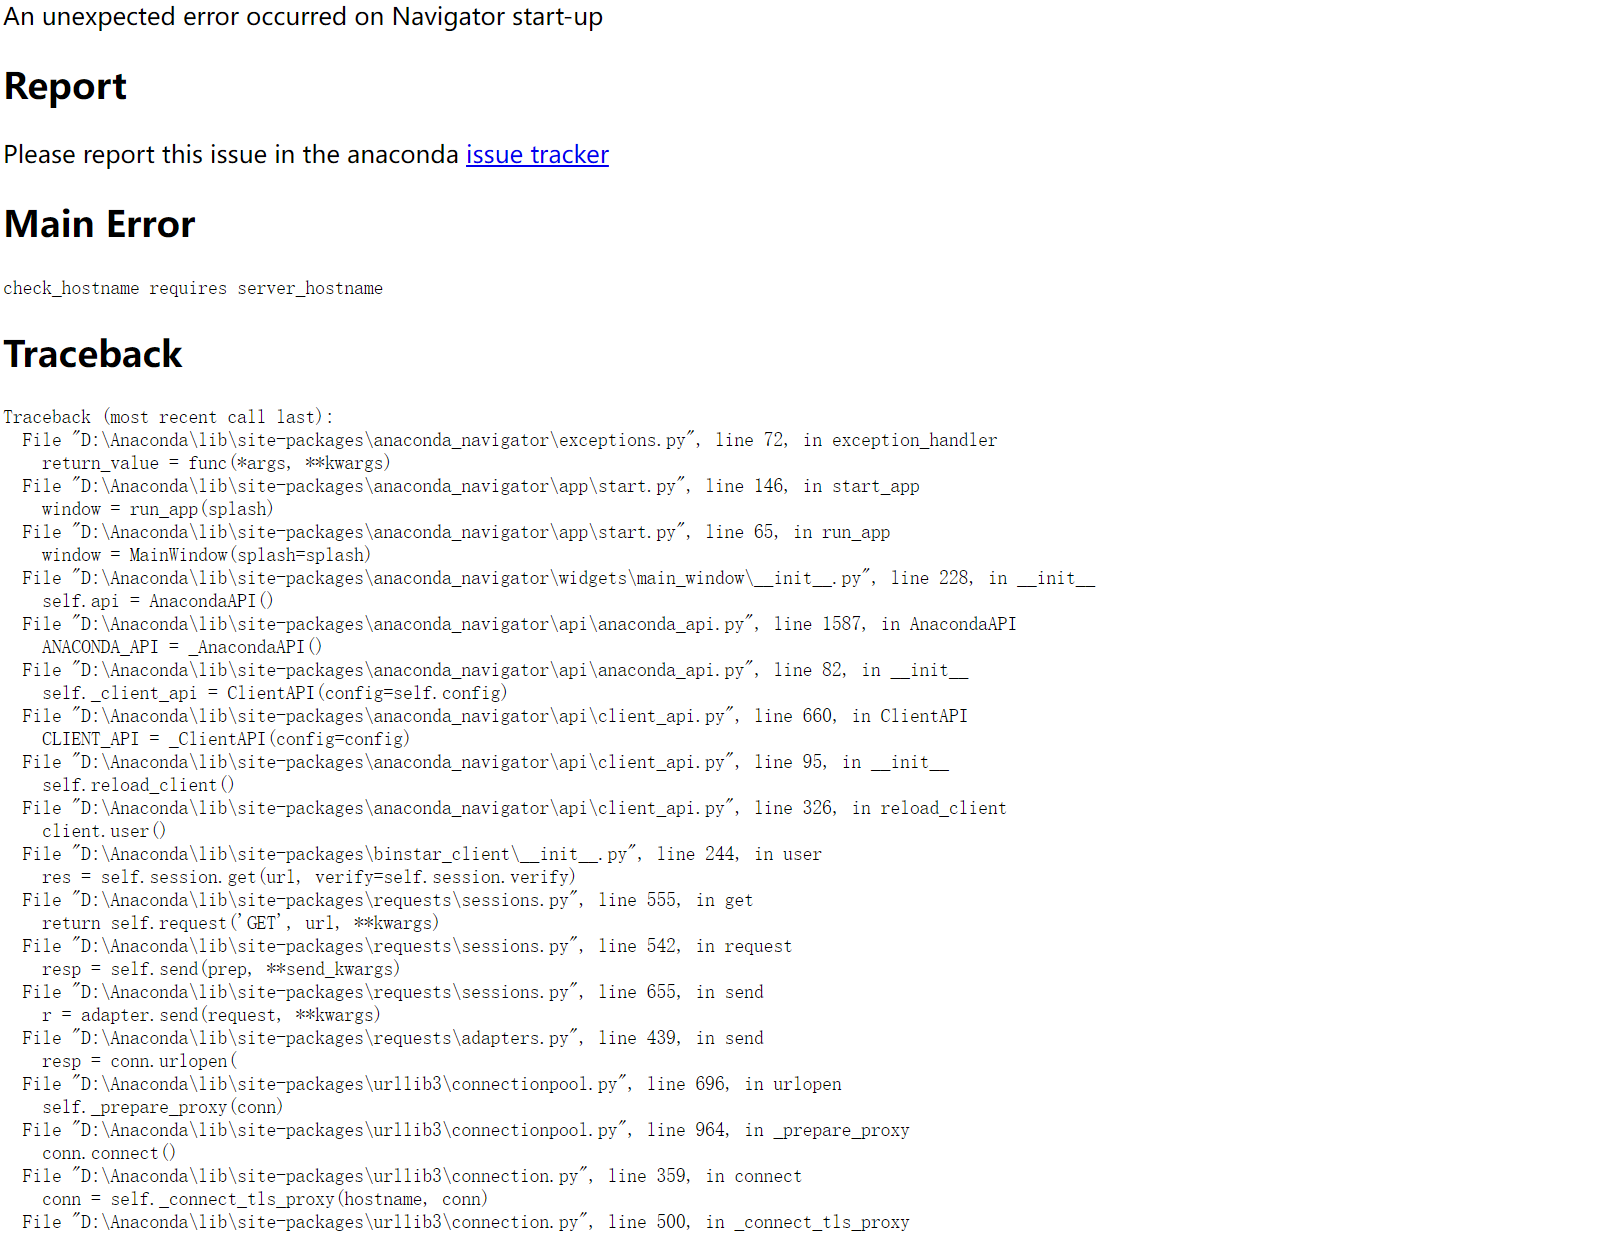 An unexpected error occurred on Navigator start-up
Report
Please report this issue in the anaconda issue tracker
Main Error
check_hostname requires server_hostname
Traceback
Traceback (most recent call last):
  File "D:\Anaconda\lib\site-packages\anaconda_navigator\exceptions.py", line 72, in exception_handler
    return_value = func(*args, **kwargs)
  File "D:\Anaconda\lib\site-packages\anaconda_navigator\app\start.py", line 146, in start_app
    window = run_app(splash)
  File "D:\Anaconda\lib\site-packages\anaconda_navigator\app\start.py", line 65, in run_app
    window = MainWindow(splash=splash)
  File "D:\Anaconda\lib\site-packages\anaconda_navigator\widgets\main_window\__init__.py", line 228, in __init__
    self.api = AnacondaAPI()
  File "D:\Anaconda\lib\site-packages\anaconda_navigator\api\anaconda_api.py", line 1587, in AnacondaAPI
    ANACONDA_API = _AnacondaAPI()
  File "D:\Anaconda\lib\site-packages\anaconda_navigator\api\anaconda_api.py", line 82, in __init__
    self._client_api = ClientAPI(config=self.config)
  File "D:\Anaconda\lib\site-packages\anaconda_navigator\api\client_api.py", line 660, in ClientAPI
    CLIENT_API = _ClientAPI(config=config)
  File "D:\Anaconda\lib\site-packages\anaconda_navigator\api\client_api.py", line 95, in __init__
    self.reload_client()
  File "D:\Anaconda\lib\site-packages\anaconda_navigator\api\client_api.py", line 326, in reload_client
    client.user()
  File "D:\Anaconda\lib\site-packages\binstar_client\__init__.py", line 244, in user
    res = self.session.get(url, verify=self.session.verify)
  File "D:\Anaconda\lib\site-packages\requests\sessions.py", line 555, in get
    return self.request('GET', url, **kwargs)
  File "D:\Anaconda\lib\site-packages\requests\sessions.py", line 542, in request
    resp = self.send(prep, **send_kwargs)
  File "D:\Anaconda\lib\site-packages\requests\sessions.py", line 655, in send
    r = adapter.send(request, **kwargs)
  File "D:\Anaconda\lib\site-packages\requests\adapters.py", line 439, in send
    resp = conn.urlopen(
  File "D:\Anaconda\lib\site-packages\urllib3\connectionpool.py", line 696, in urlopen
    self._prepare_proxy(conn)
  File "D:\Anaconda\lib\site-packages\urllib3\connectionpool.py", line 964, in _prepare_proxy
    conn.connect()
  File "D:\Anaconda\lib\site-packages\urllib3\connection.py", line 359, in connect
    conn = self._connect_tls_proxy(hostname, conn)
  File "D:\Anaconda\lib\site-packages\urllib3\connection.py", line 500, in _connect_tls_proxy